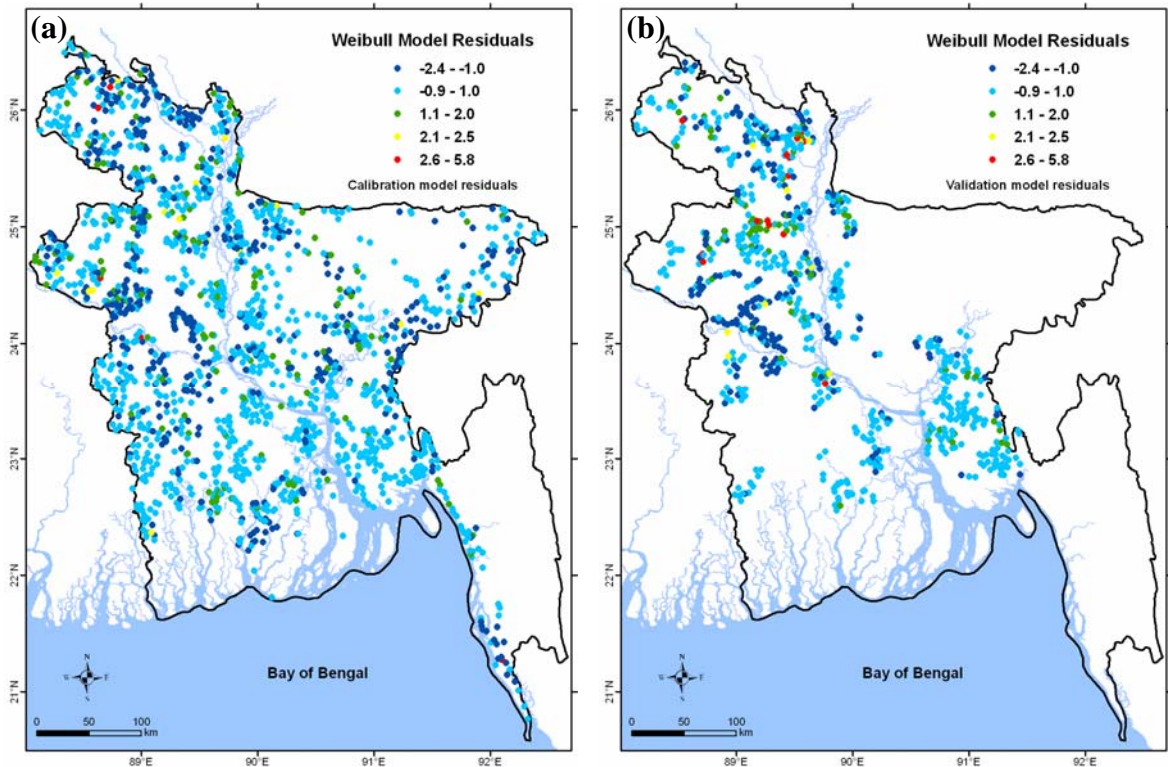 (a)
Weibull Model Residuals
-2.4 - -1.0
-0.9 - 1.0
1.1 - 2.0
2.1 - 2.5
2.6 - 5.8
Calibration model residuals
26°N
25°N
24°N
23°N
22°N
21°N
N
W E
S
0 50 100
km
Bay of Bengal
89°E 90°E 91°E 92°E
(b)
Weibull Model Residuals
-2.4 - -1.0
-0.9 - 1.0
1.1 - 2.0
2.1 - 2.5
2.6 - 5.8
Validation model residuals
26°N
25°N
24°N
23°N
22°N
21°N
N
W E
S
0 50 100
km
Bay of Bengal
89°E 90°E 91°E 92°E